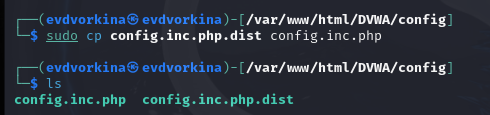 ┌──(evdvorkina㉿evdvorkina)-[/var/www/html/DVWA/config]
└─$ sudo cp config.inc.php.dist config.inc.php
┌──(evdvorkina㉿evdvorkina)-[/var/www/html/DVWA/config]
└─$ ls
config.inc.php  config.inc.php.dist